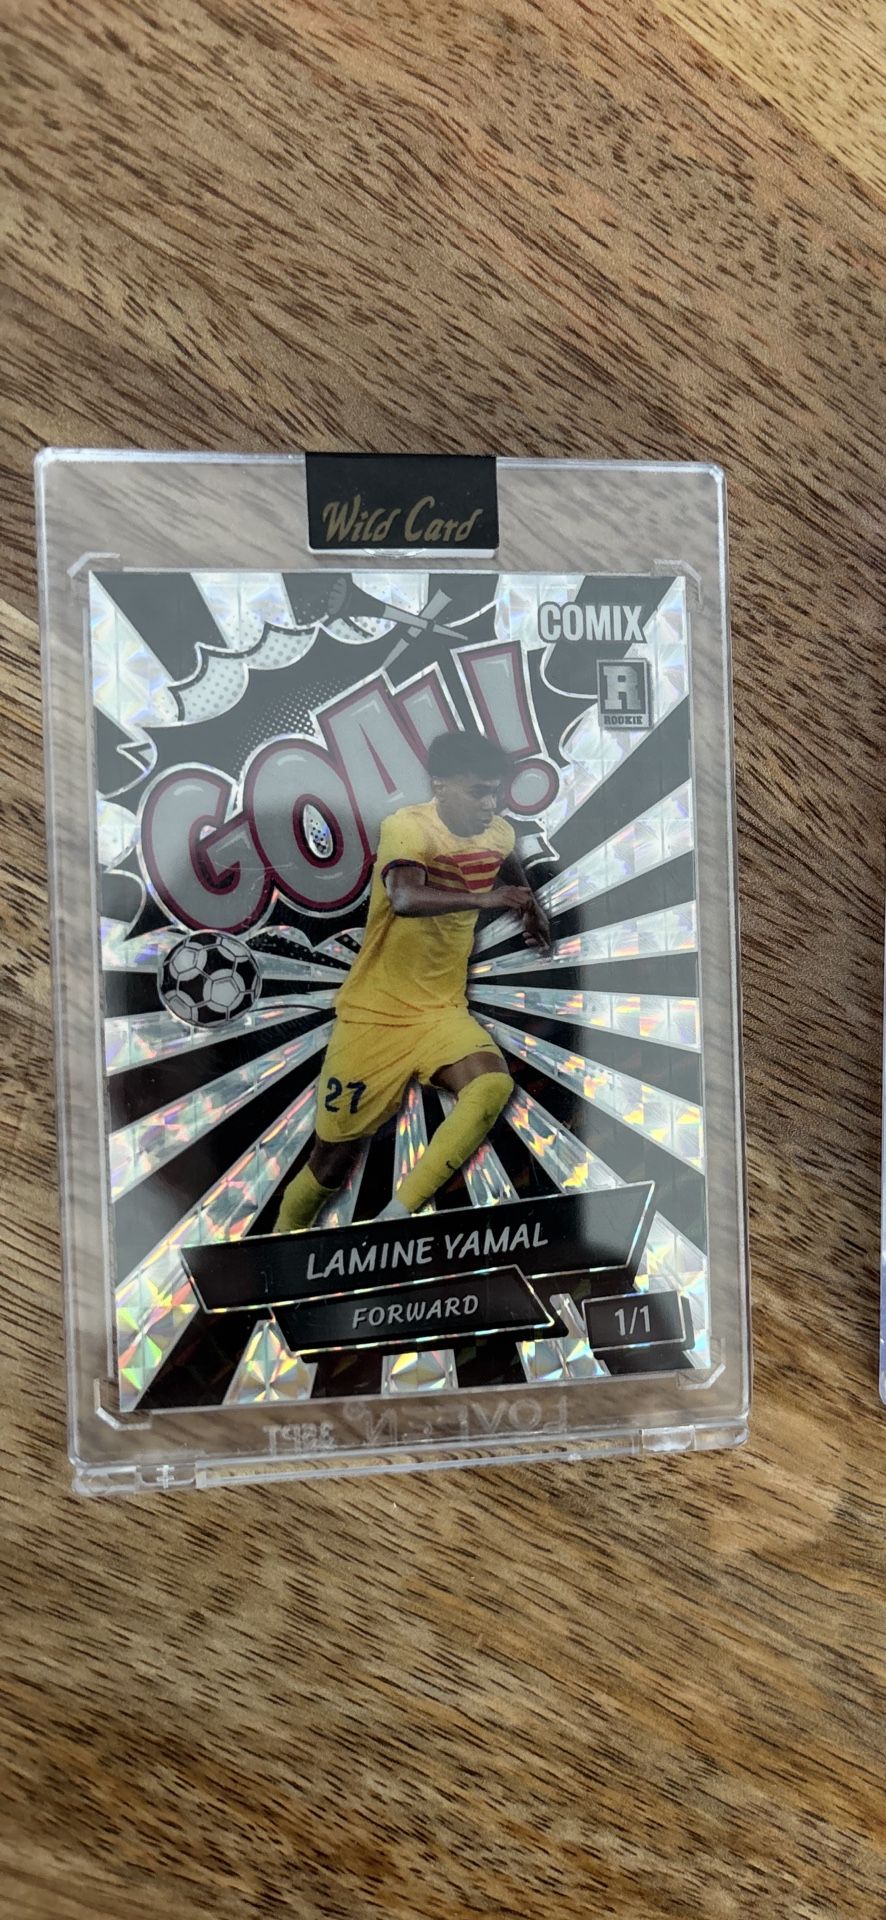 Wild Card
COMIX
R
ROOKIE
GOAL!
27
LAMINE YAMAL
FORWARD
1/1